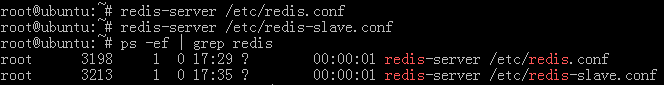 root@ubuntu:~# redis-server /etc/redis.conf
root@ubuntu:~# redis-server /etc/redis-slave.conf
root@ubuntu:~# ps -ef | grep redis
root      3198     1  0 17:29 ?        00:00:01 redis-server /etc/redis.conf
root      3213     1  0 17:35 ?        00:00:01 redis-server /etc/redis-slave.conf